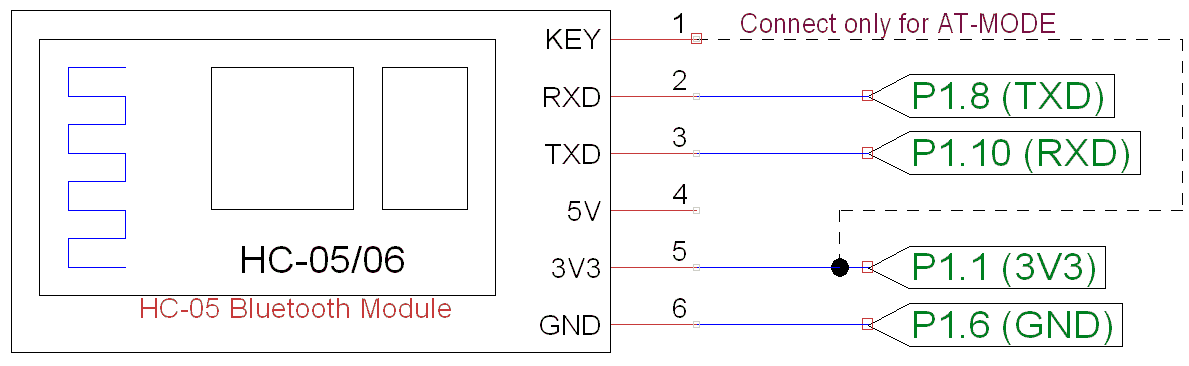 1 Connect only for AT-MODE
KEY
2
RXD P1.8 (TXD)
3
TXD P1.10 (RXD)
4
5V
HC-05/06
5
3V3 P1.1 (3V3)
HC-05 Bluetooth Module
6
GND P1.6 (GND)